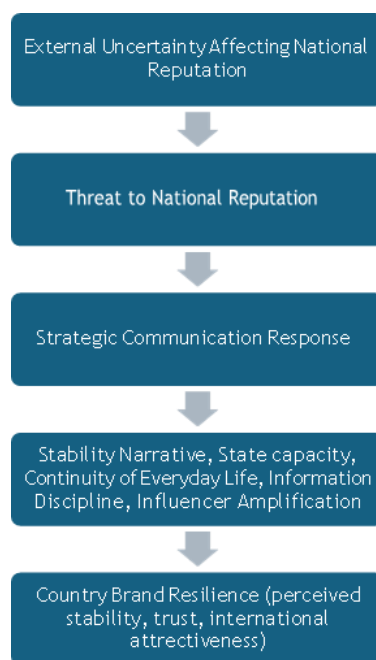 External Uncertainty Affecting National
Reputation
Threat to National Reputation
Strategic Communication Response
Stability Narrative, State capacity,
Continuity of Everyday Life, Information
Discipline, Influencer Amplification
Country Brand Resilience (perceived
stability, trust, international
attrectiveness)